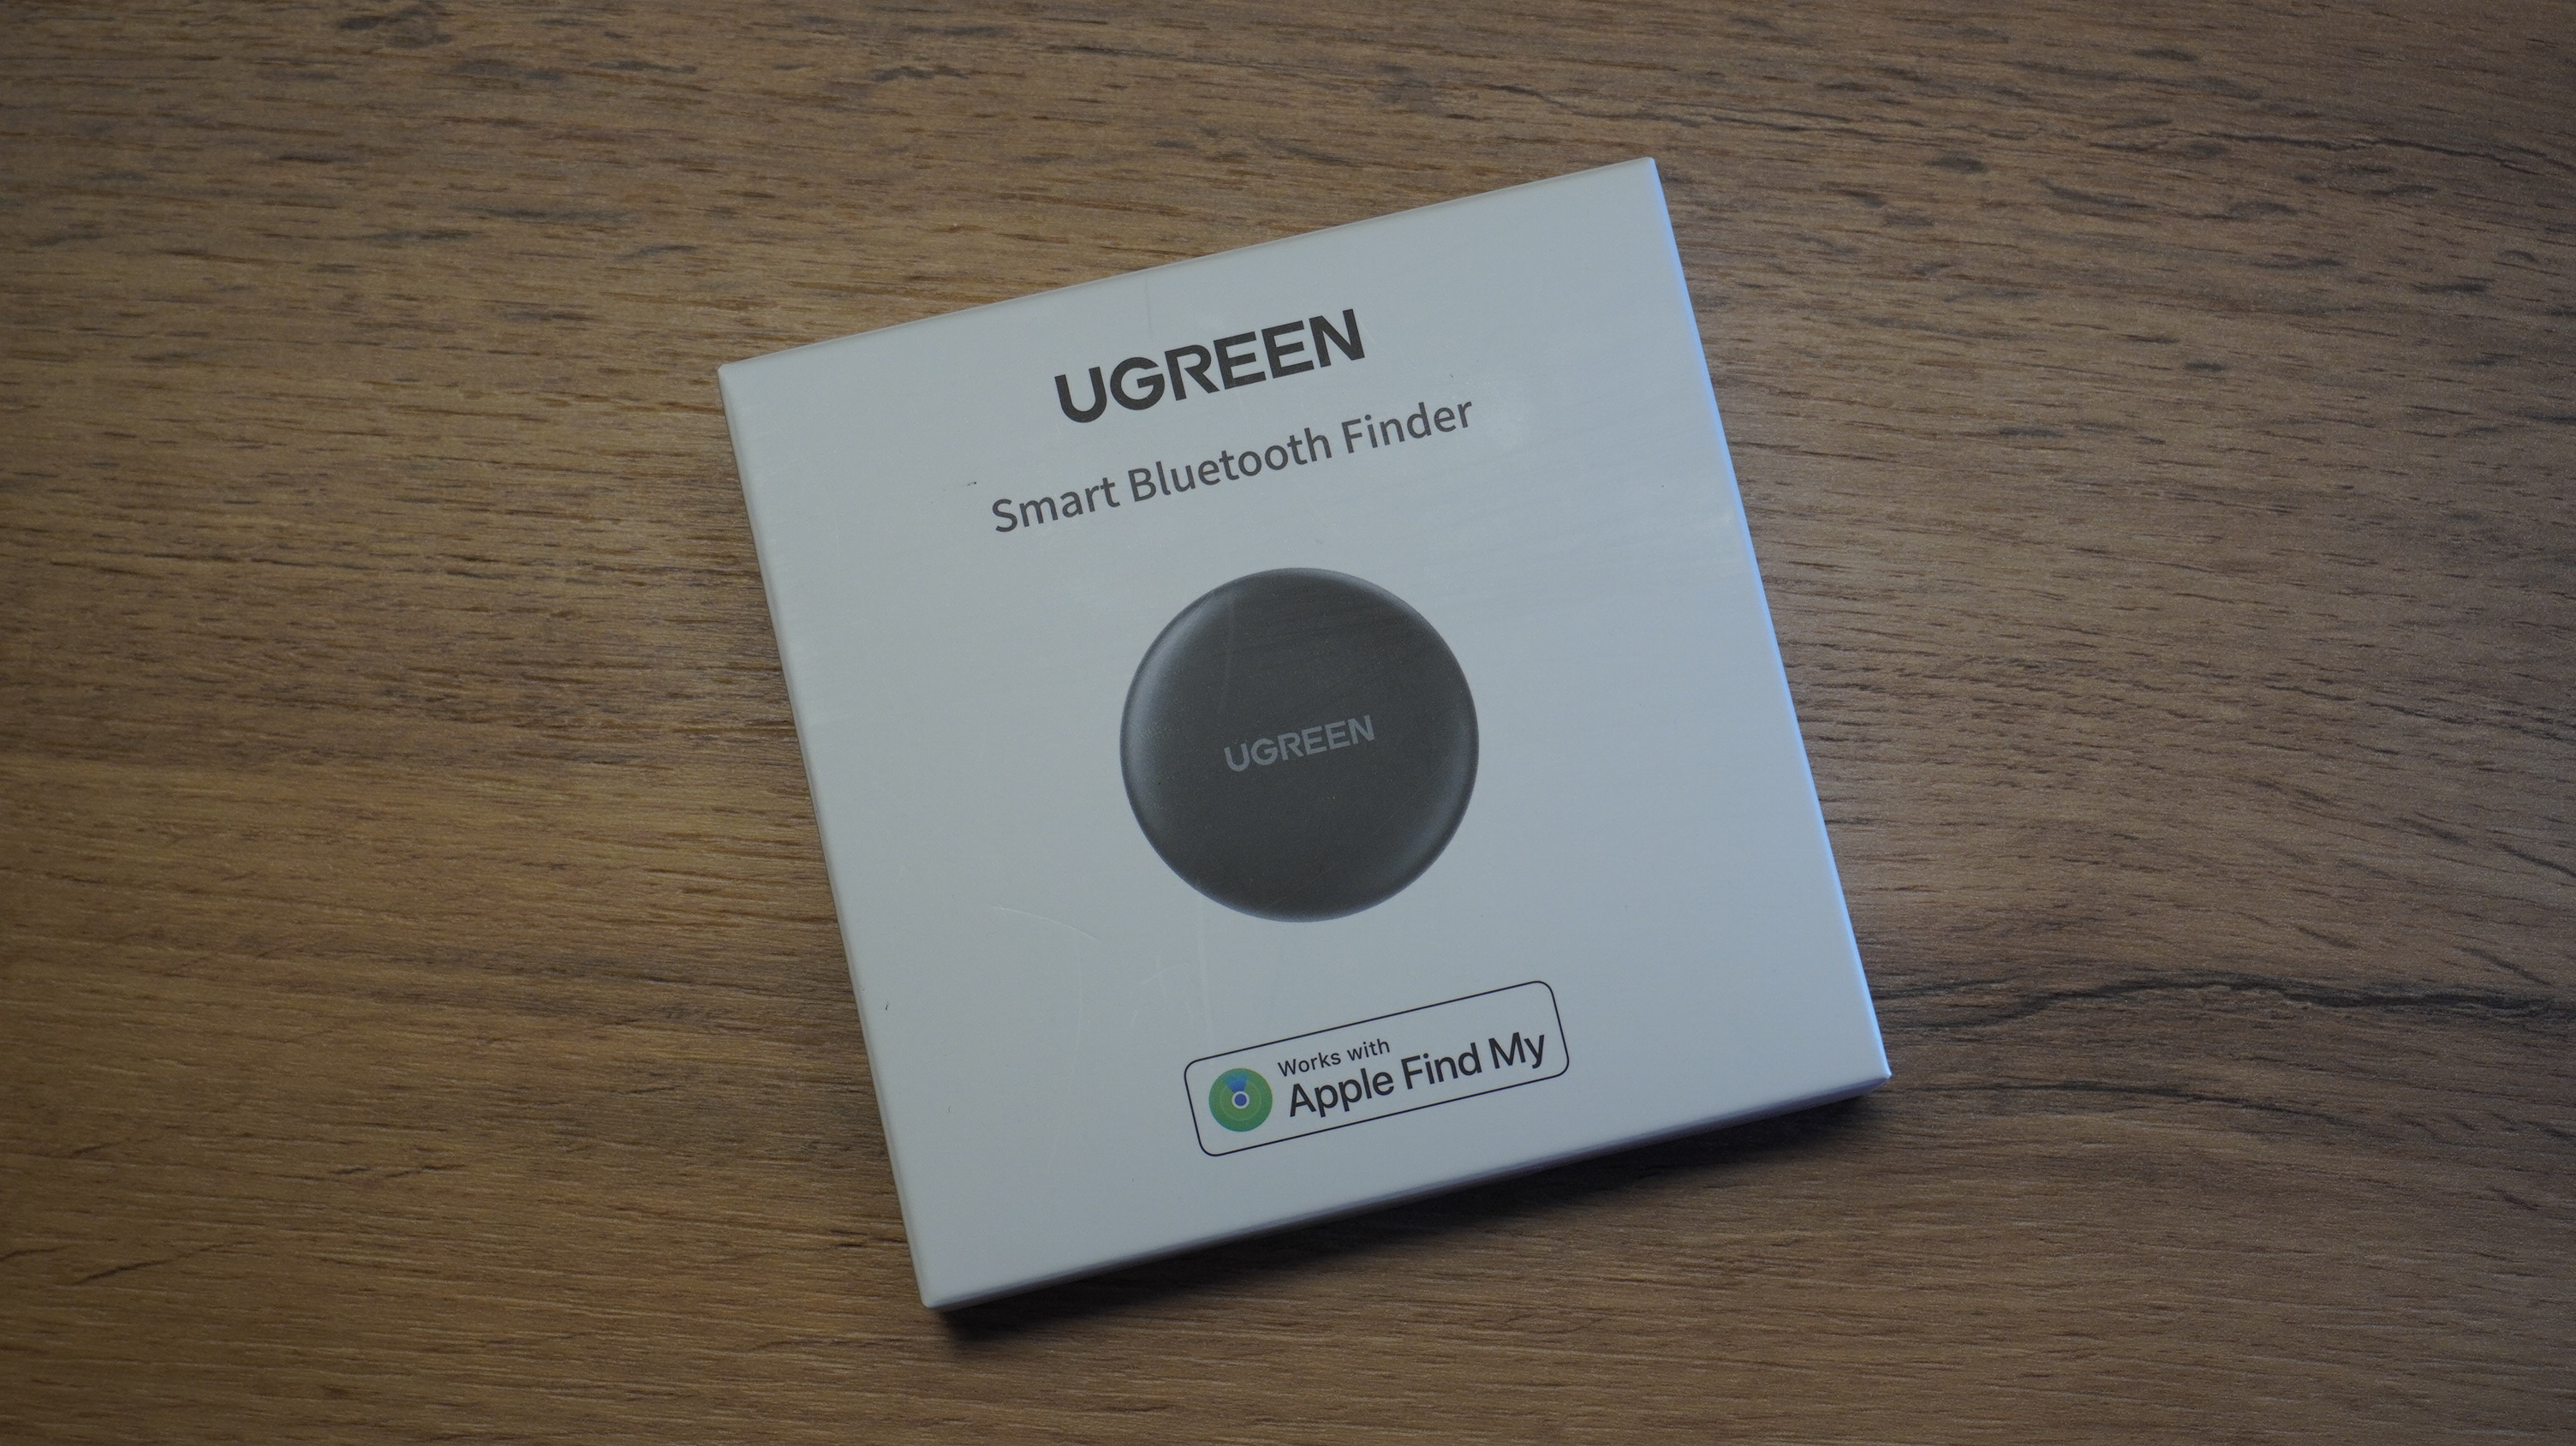 UGREEN
Smart Bluetooth Finder
UGREEN
Works with
Apple Find My